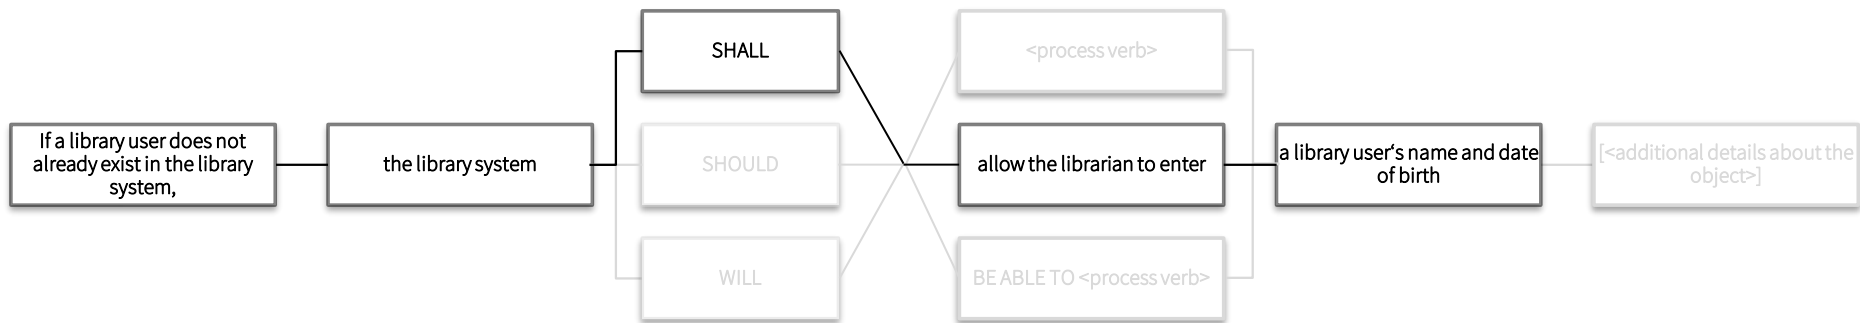 If a library user does not
already exist in the library
system,
the library system
SHALL
SHOULD
WILL
<process verb>
allow the librarian to enter
BE ABLE TO <process verb>
a library user‘s name and date
of birth
[<additional details about the
object>]